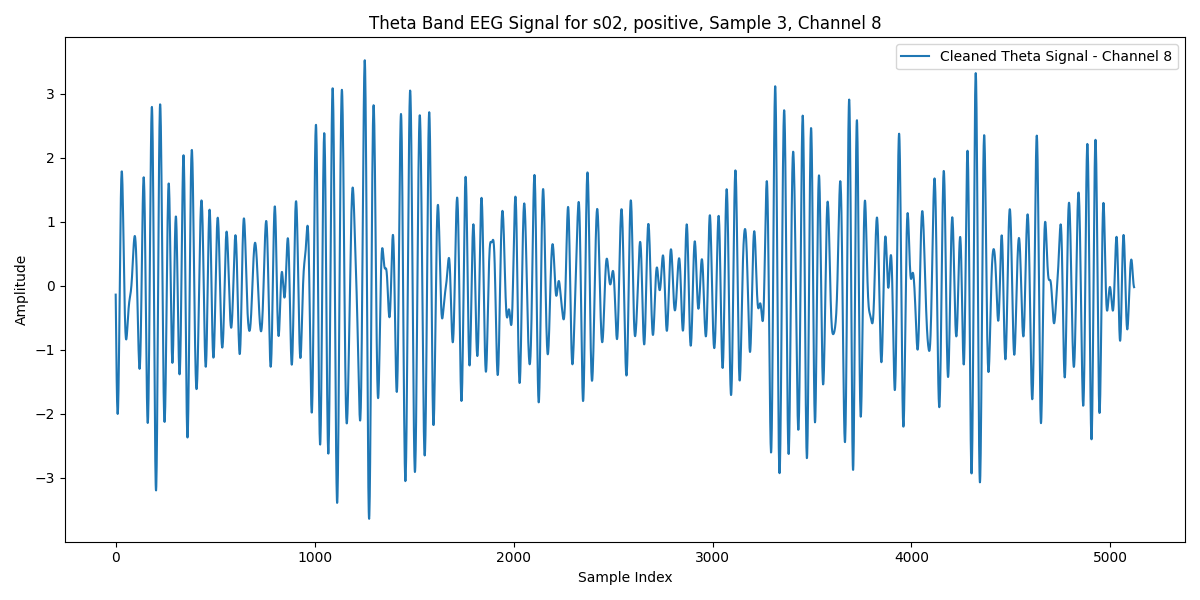 Theta Band EEG Signal for s02, positive, Sample 3, Channel 8
Cleaned Theta Signal - Channel 8
Amplitude
3
2
1
0
−1
−2
−3
0 1000 2000 3000 4000 5000
Sample Index